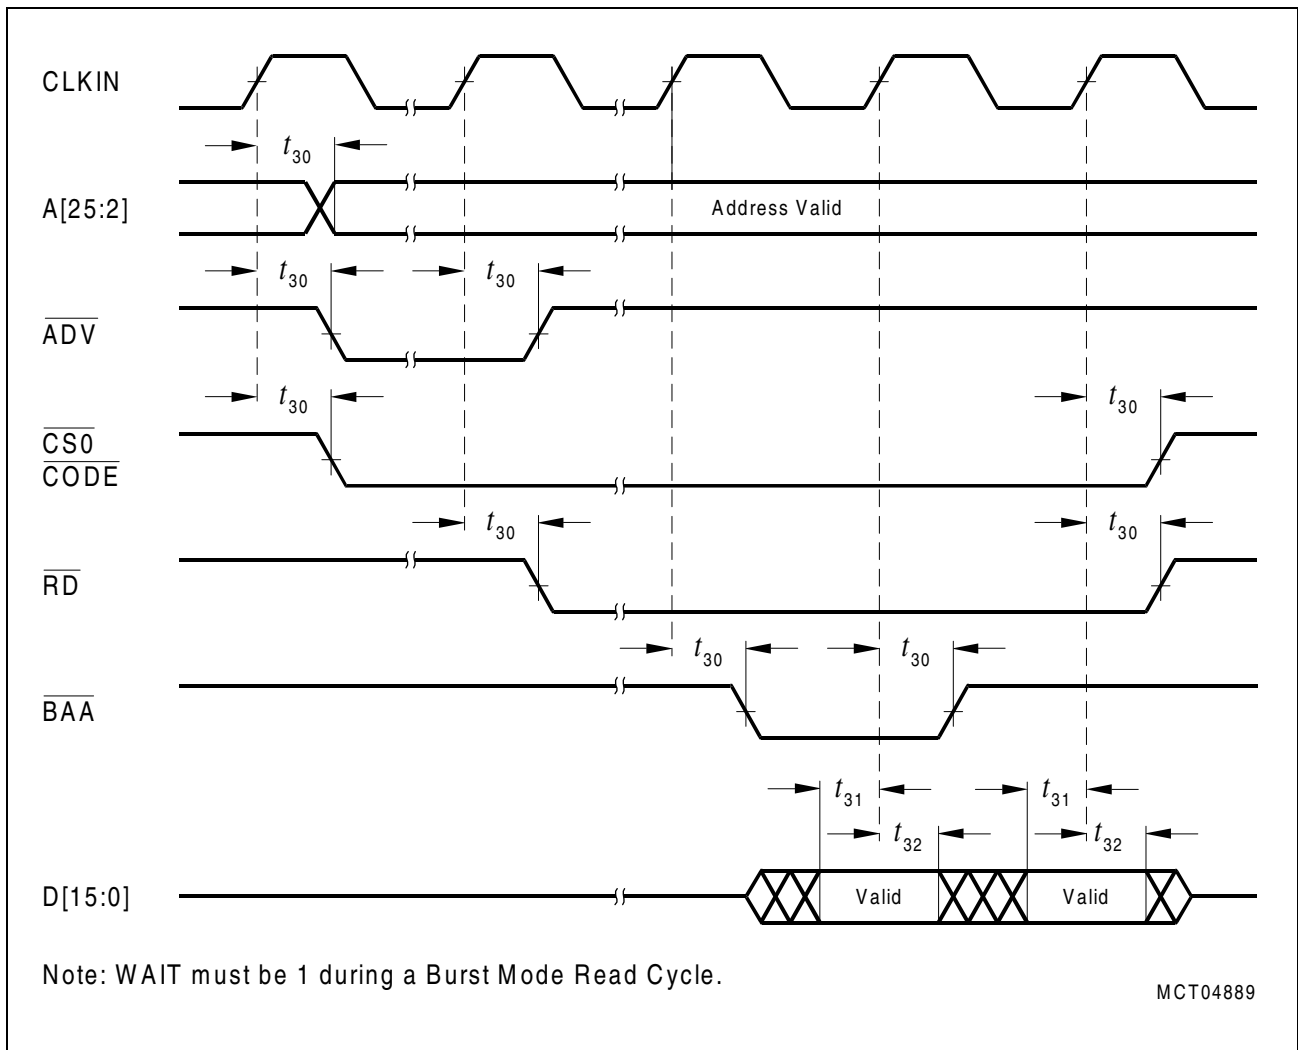 CLKIN
t30
A[25:2]
Address Valid
t30 t30
ADV
t30 t30
CS0
CODE
t30 t30
RD
t30 t30
BAA
t31 t31
t32 t32
D[15:0]
Valid Valid
Note: WAIT must be 1 during a Burst Mode Read Cycle.
MCT04889